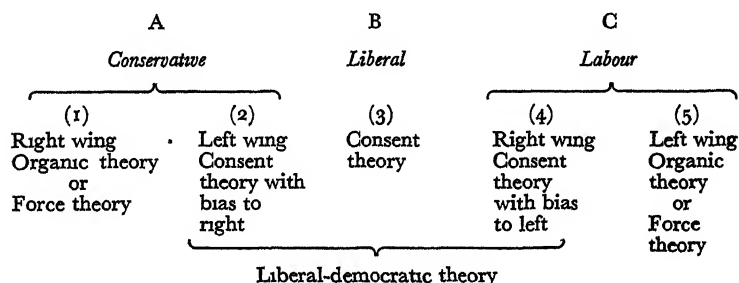 A B C
Conservative Liberal Labour
(1) (2) (3) (4) (5)
Right wing Left wing Consent Right wing Left wing
Organic theory Consent theory Consent Organic
or theory with theory theory
Force theory bias to with bias or
right to left Force
theory
Liberal-democratic theory